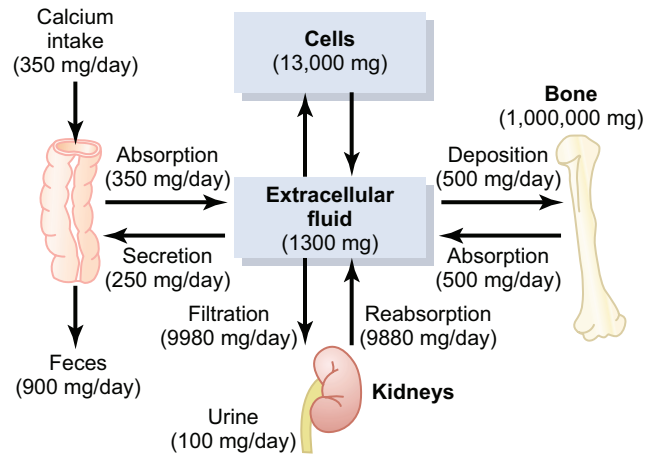 Calcium
intake
(350 mg/day)
Cells
(13,000 mg)
Bone
(1,000,000 mg)
Absorption
(350 mg/day)
Deposition
(500 mg/day)
Extracellular
fluid
(1300 mg)
Secretion
(250 mg/day)
Absorption
(500 mg/day)
Filtration
(9980 mg/day)
Reabsorption
(9880 mg/day)
Feces
(900 mg/day)
Kidneys
Urine
(100 mg/day)